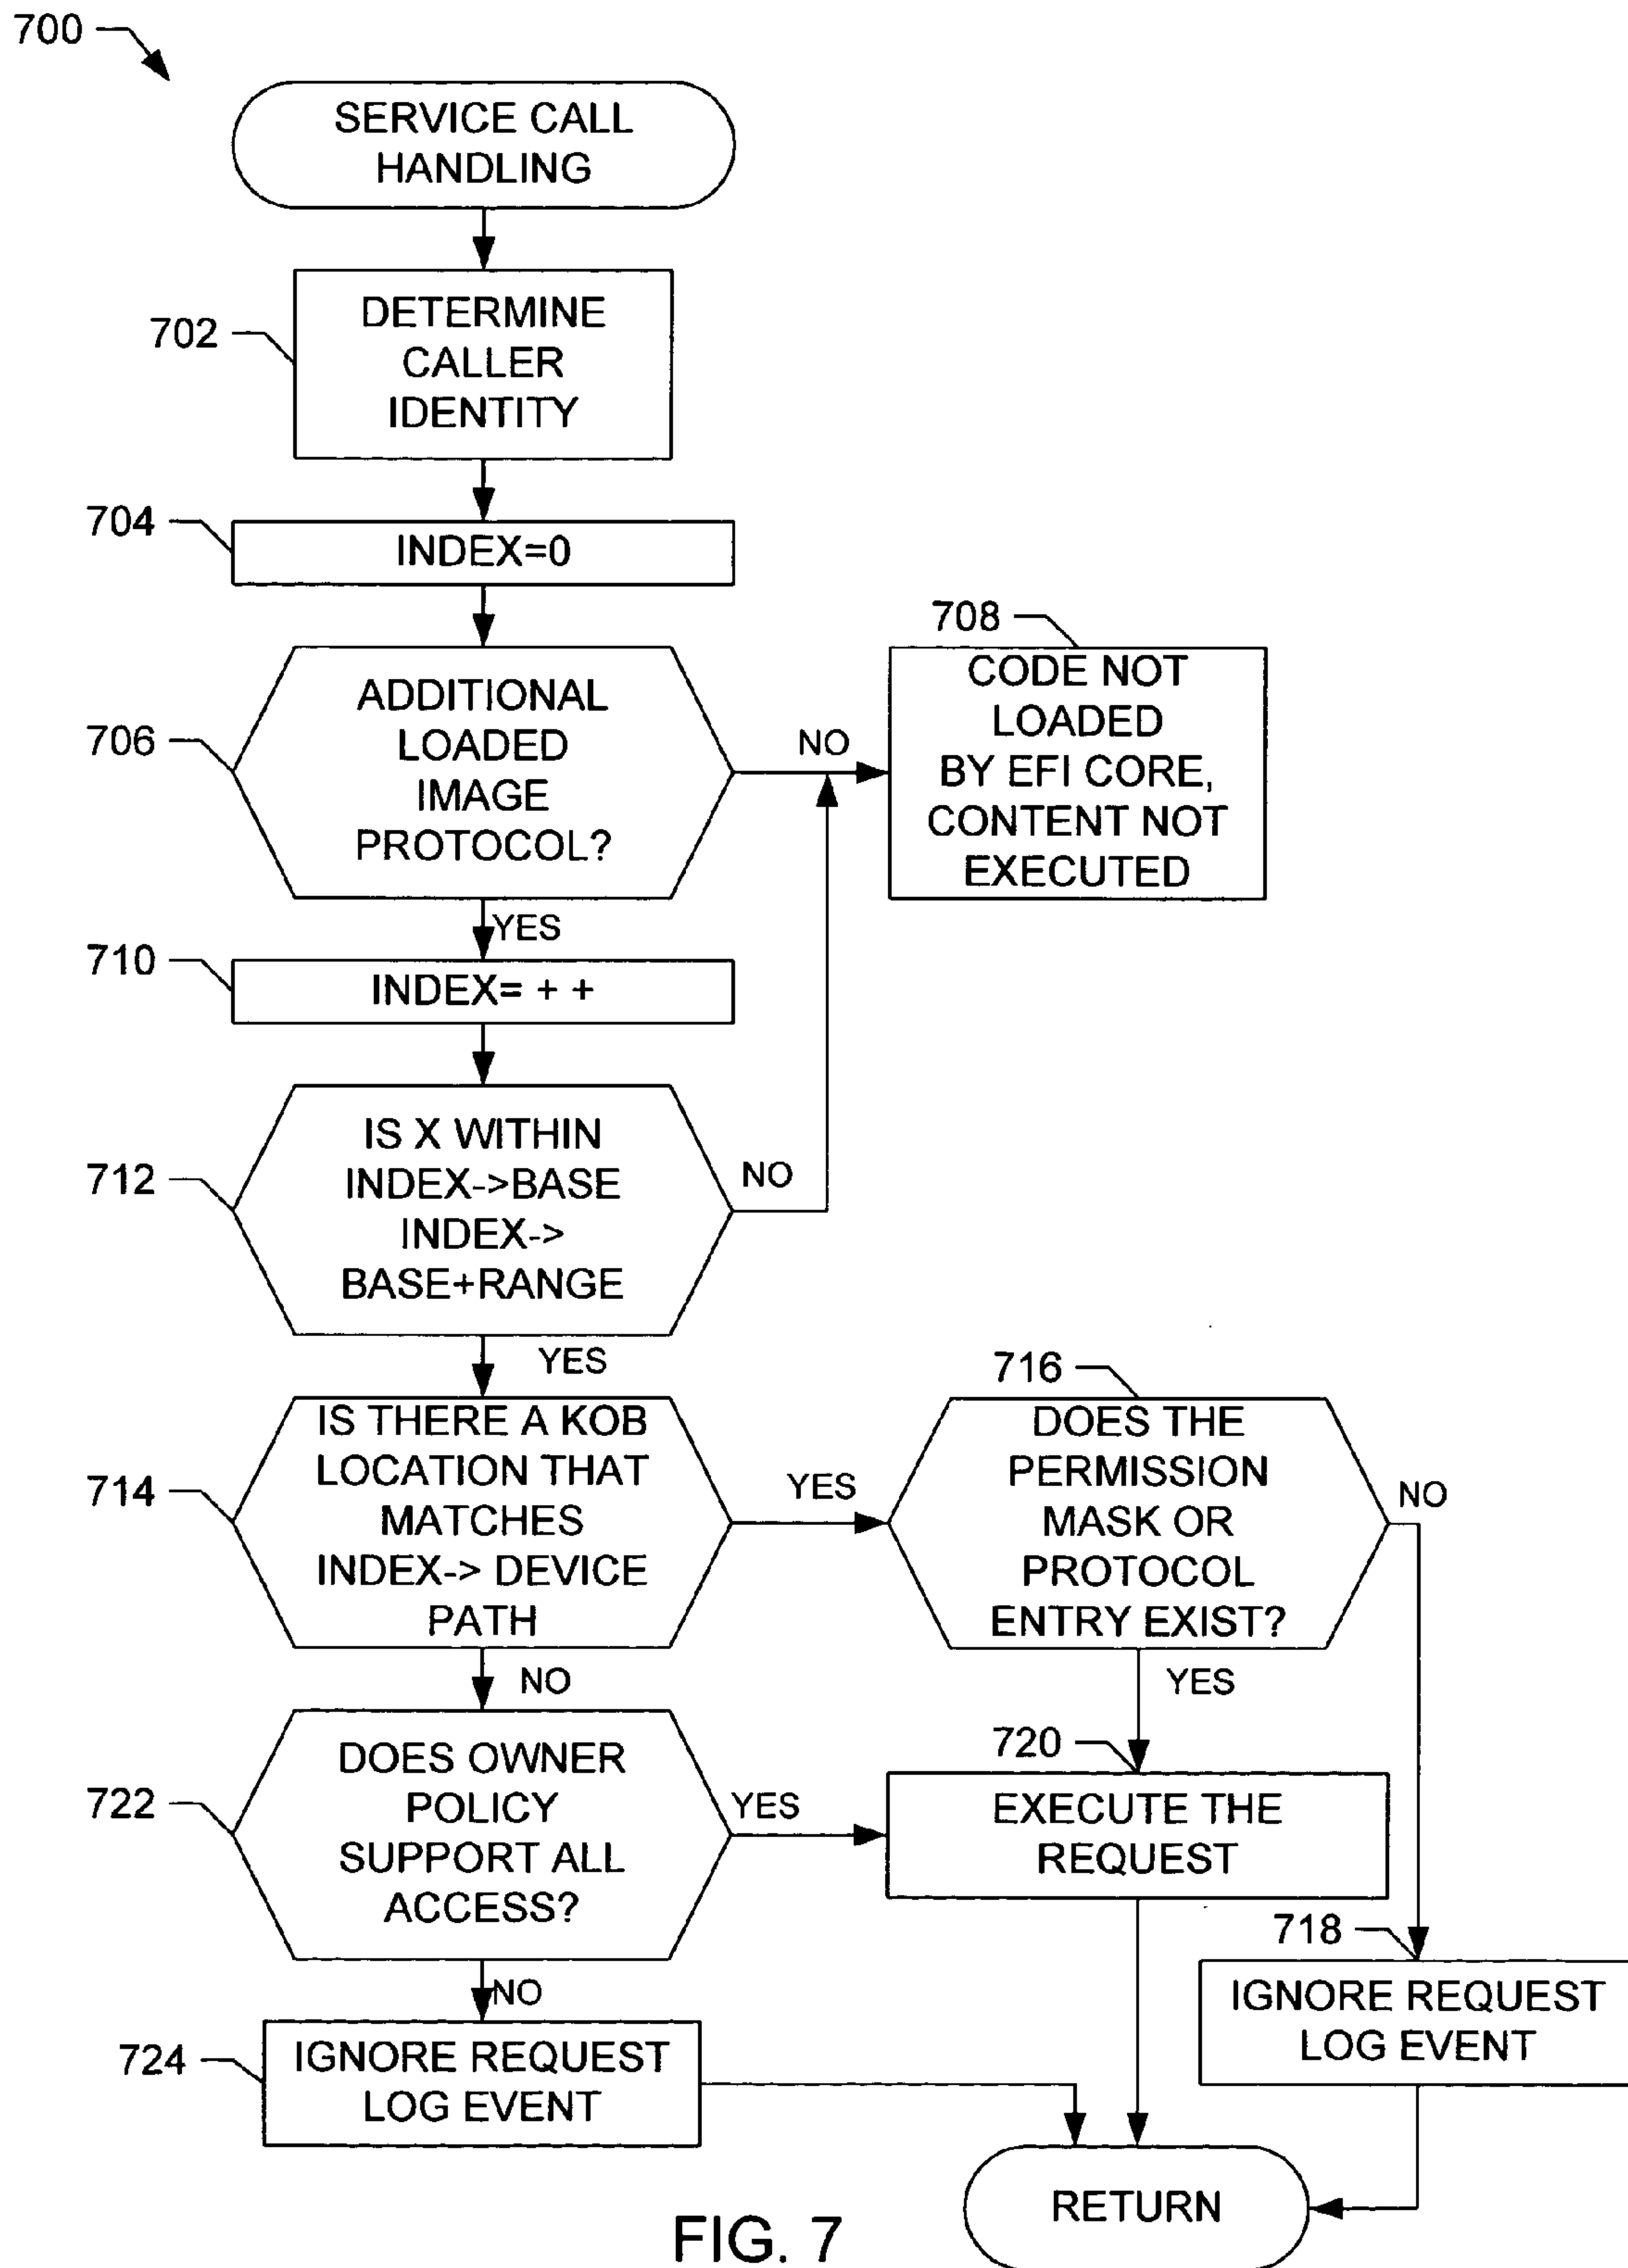 700
SERVICE CALL
HANDLING
702
DETERMINE
CALLER
IDENTITY
704
INDEX=0
706
ADDITIONAL
LOADED
IMAGE
PROTOCOL?
NO
708
CODE NOT
LOADED
BY EFI CORE,
CONTENT NOT
EXECUTED
YES
710
INDEX= + +
712
IS X WITHIN
INDEX->BASE
INDEX->
BASE+RANGE
NO
YES
714
IS THERE A KOB
LOCATION THAT
MATCHES
INDEX-> DEVICE
PATH
YES
716
DOES THE
PERMISSION
MASK OR
PROTOCOL
ENTRY EXIST?
NO
NO
YES
722
DOES OWNER
POLICY
SUPPORT ALL
ACCESS?
YES
720
EXECUTE THE
REQUEST
718
IGNORE REQUEST
LOG EVENT
NO
724
IGNORE REQUEST
LOG EVENT
RETURN
FIG. 7